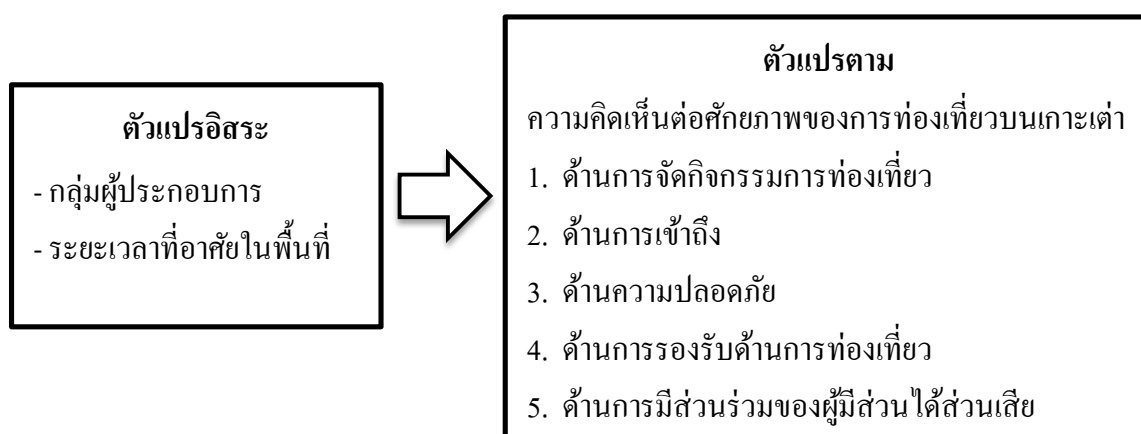 ตัวแปรอิสระ
- กลุ่มผู้ประกอบการ
- ระยะเวลาที่อาศัยในพื้นที่
ตัวแปรตาม
ความคิดเห็นต่อศักยภาพของการท่องเที่ยวบนเกาะเต่า
1. ด้านการจัดกิจกรรมการท่องเที่ยว
2. ด้านการเข้าถึง
3. ด้านความปลอดภัย
4. ด้านการรองรับด้านการท่องเที่ยว
5. ด้านการมีส่วนร่วมของผู้มีส่วนได้ส่วนเสีย